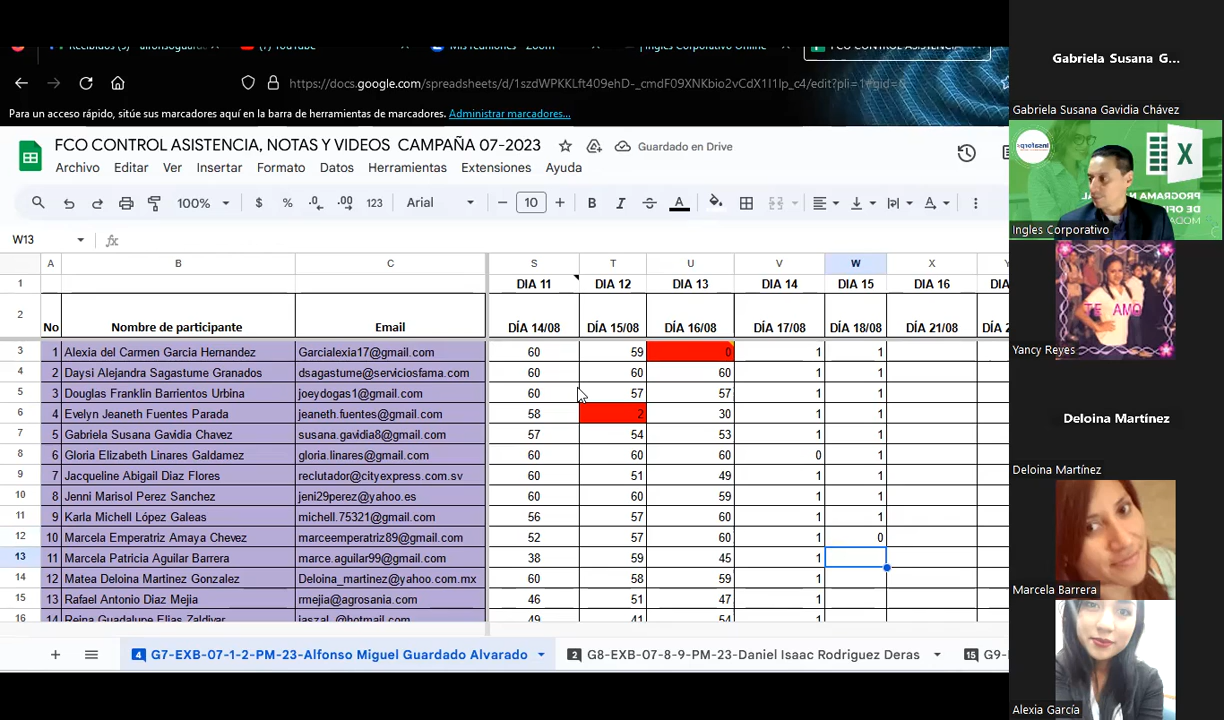 YouTube
Mis reuniones - Zoom
Ingles Corporativo Online
FCO CONTROL ASISTENCIA
https://docs.google.com/spreadsheets/d/1szdWPKKLft409ehD-_cmdF09XNKbio2vCdX1I1Ip_c4/edit?pli=1#gid=
Para un acceso rápido, sitúe sus marcadores aquí en la barra de herramientas de marcadores. Administrar marcadores...
FCO CONTROL ASISTENCIA, NOTAS Y VIDEOS CAMPAÑA 07-2023 Guardado en Drive
Archivo Editar Ver Insertar Formato Datos Herramientas Extensiones Ayuda
100% $ % .0 .00 123 Arial 10 B I A
W13 fx
A B C S T U V W X
1 DIA 11 DIA 12 DIA 13 DIA 14 DIA 15 DIA 16
2 No Nombre de participante Email DÍA 14/08 DÍA 15/08 DÍA 16/08 DÍA 17/08 DÍA 18/08 DÍA 21/08
3 1 Alexia del Carmen Garcia Hernandez Garcialexia17@gmail.com 60 59 0 1 1
4 2 Daysi Alejandra Sagastume Granados dsagastume@serviciosfama.com 60 60 60 1 1
5 3 Douglas Franklin Barrientos Urbina joeydogas1@gmail.com 60 57 57 1 1
6 4 Evelyn Jeaneth Fuentes Parada jeaneth.fuentes@gmail.com 58 2 30 1 1
7 5 Gabriela Susana Gavidia Chavez susana.gavidia8@gmail.com 57 54 53 1 1
8 6 Gloria Elizabeth Linares Galdamez gloria.linares@gmail.com 60 60 60 0 1
9 7 Jacqueline Abigail Diaz Flores reclutador@cityexpress.com.sv 60 51 49 1 1
10 8 Jenni Marisol Perez Sanchez jeni29perez@yahoo.es 60 60 59 1 1
11 9 Karla Michell López Galeas michell.75321@gmail.com 56 57 60 1 1
12 10 Marcela Emperatriz Amaya Chevez marceemperatriz89@gmail.com 52 57 60 1 0
13 11 Marcela Patricia Aguilar Barrera marce.aguilar99@gmail.com 38 59 45 1
14 12 Matea Deloina Martinez Gonzalez Deloina_martinez@yahoo.com.mx 60 58 59 1
15 13 Rafael Antonio Diaz Mejia rmejia@agrosania.com 46 51 47 1
16 14 Reina Guadalupe Elias Zaldivar 49 41 54 1
4 G7-EXB-07-1-2-PM-23-Alfonso Miguel Guardado Alvarado 2 G8-EXB-07-8-9-PM-23-Daniel Isaac Rodriguez Deras 15 G9-
Gabriela Susana G...
Gabriela Susana Gavidia Chávez
Insaforp
X
PROGRAMA N
DE OFIC
Ingles Corporativo
TE AMO
Yancy Reyes
Deloina Martínez
Deloina Martínez
Marcela Barrera
Alexia García